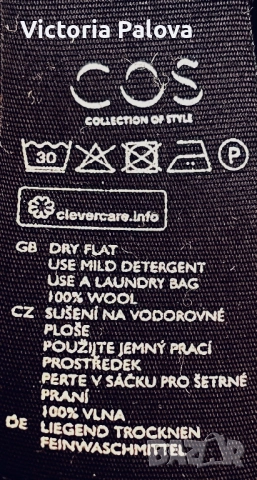 Victoria Palova
COS
COLLECTION OF STYLE
30 P
clevercare.info
GB DRY FLAT
USE MILD DETERGENT
USE A LAUNDRY BAG
100% WOOL
CZ SUŠENÍ NA VODOROVNÉ
PLOŠE
POUŽIJTE JEMNÝ PRACÍ
PROSTŘEDEK
PERTE V SÁČKU PRO ŠETRNÉ
PRANÍ
100% VLNA
DE LIEGEND TROCKNEN
FEINWASCHMITTEL
bazar.bg